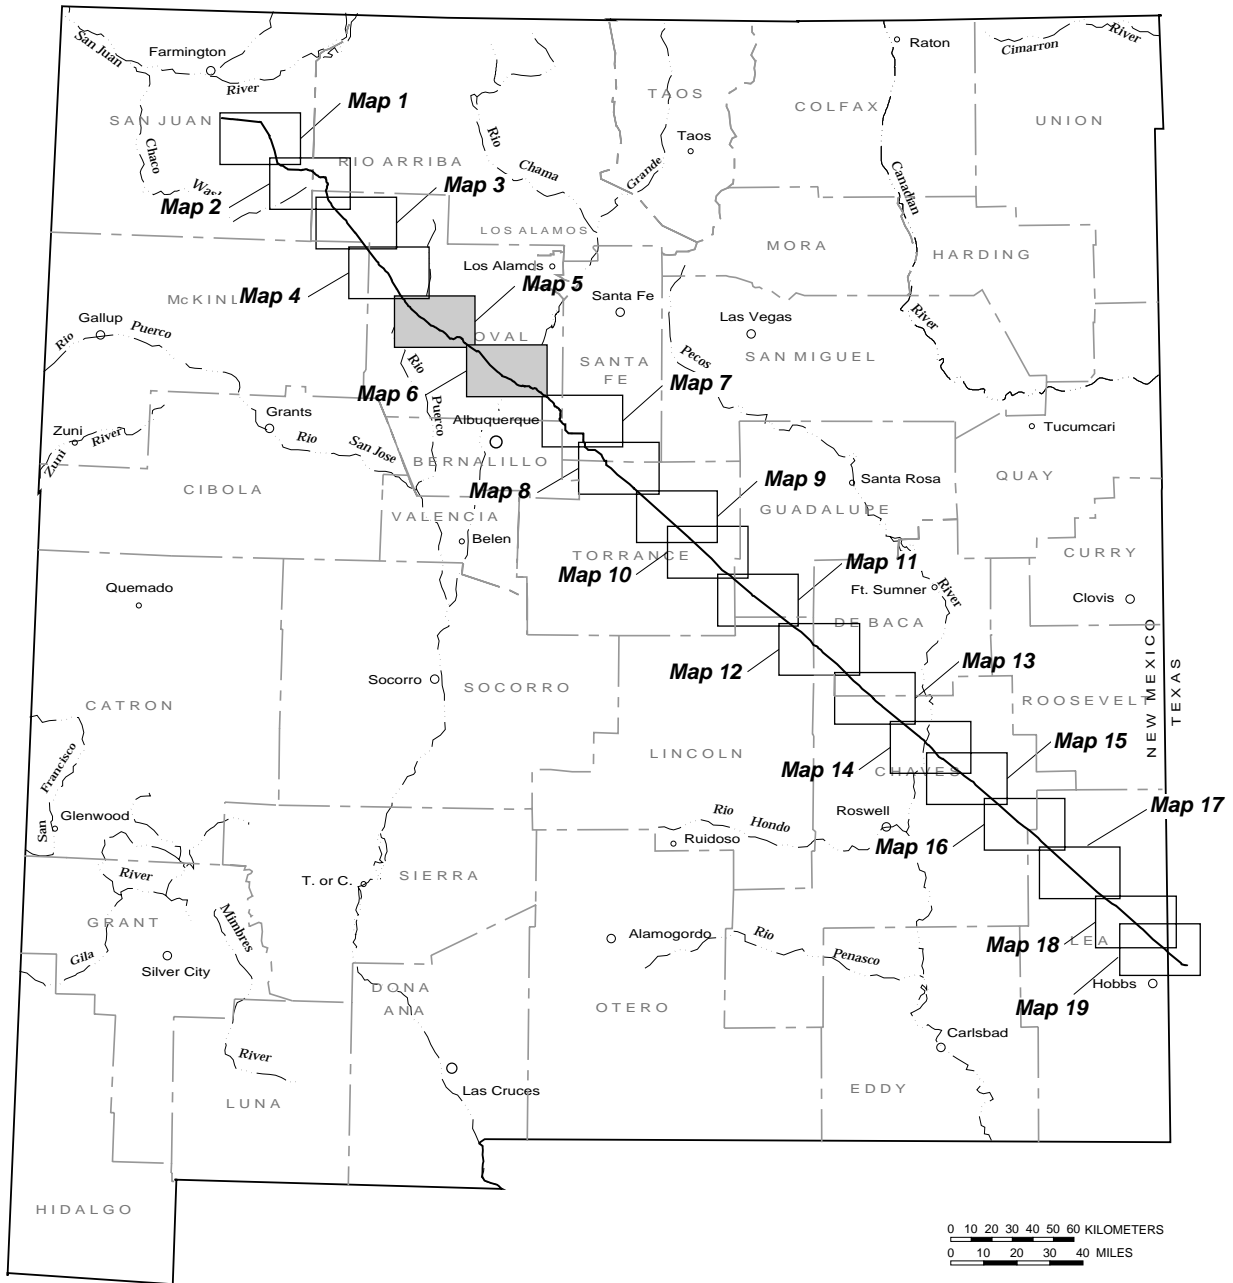 San Juan
Farmington
River
Raton
Cimarron
River
Map 1
SAN JUAN
TAOS
COLFAX
UNION
Chaco
RIO ARRIBA
Rio
Chama
Taos
Grande
Canadian
Map 2
Map 3
LOS ALAMOS
MORA
HARDING
Los Alamos
Map 4
Map 5
McKINL
Santa Fe
Gallup
Rio
Puerco
OVAL
Las Vegas
River
SANTA
FE
SAN MIGUEL
Pecos
Rio
Map 6
Map 7
Puerco
Albuquerque
Grants
Zuni
River
Zuni
Rio
San Jose
Tucumcari
BERNALILLO
CIBOLA
Map 8
Map 9
Santa Rosa
QUAY
VALENCIA
GUADALUPE
Belen
TORRANCE
CURRY
Map 10
Map 11
Quemado
Ft. Sumner
River
Clovis
DE BACA
Map 12
Map 13
Socorro
SOCORRO
CATRON
ROOSEVELT
NEW MEXICO
TEXAS
LINCOLN
Map 14
Map 15
CHAVES
San
Francisco
Glenwood
Rio
Hondo
Roswell
Map 16
Map 17
Ruidoso
River
T. or C.
SIERRA
GRANT
Mimbres
Alamogordo
Rio
Penasco
Map 18
LEA
Gila
Silver City
Hobbs
Map 19
DONA
ANA
OTERO
River
Carlsbad
Las Cruces
EDDY
LUNA
HIDALGO
0 10 20 30 40 50 60 KILOMETERS
0 10 20 30 40 MILES